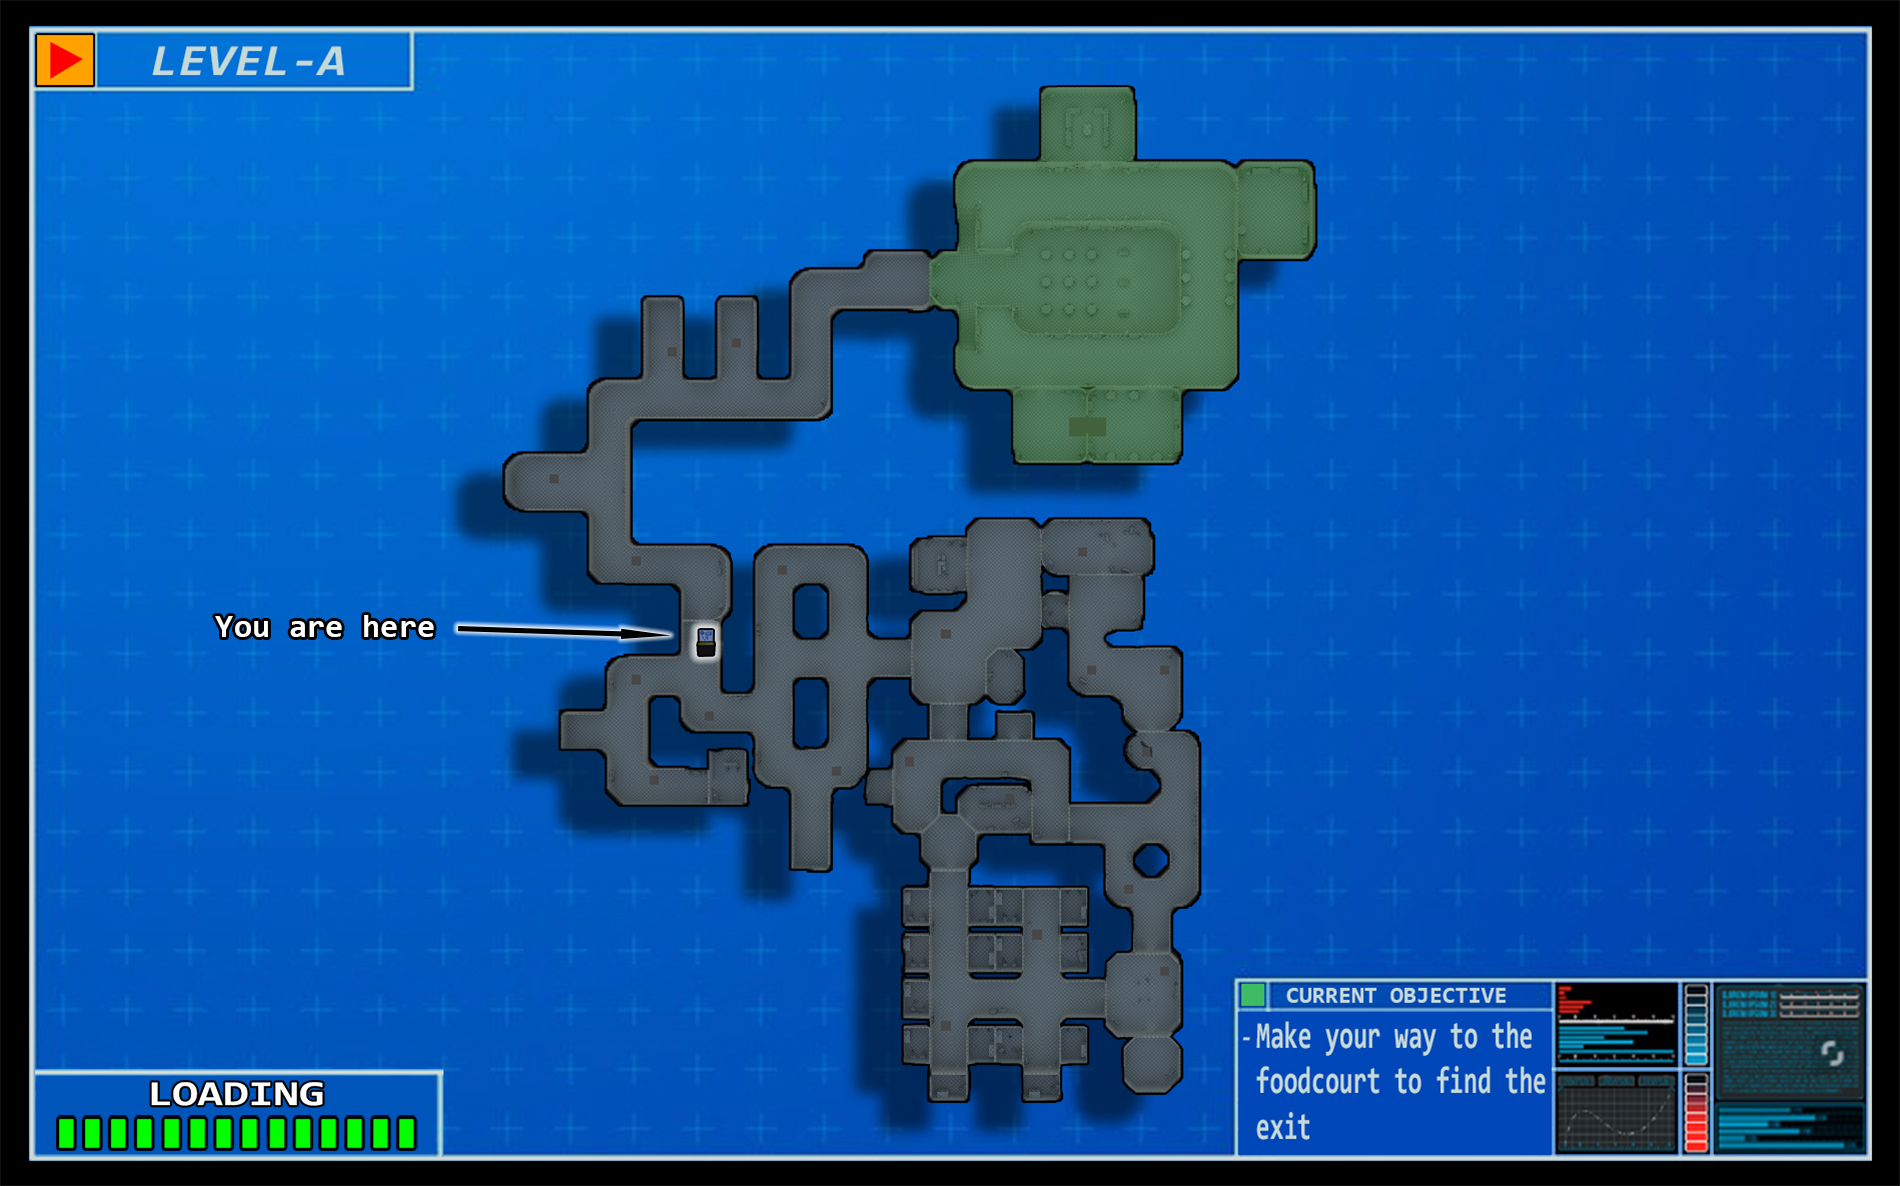 LEVEL-A
You are here
CURRENT OBJECTIVE
-Make your way to the
foodcourt to find the
exit
LOADING